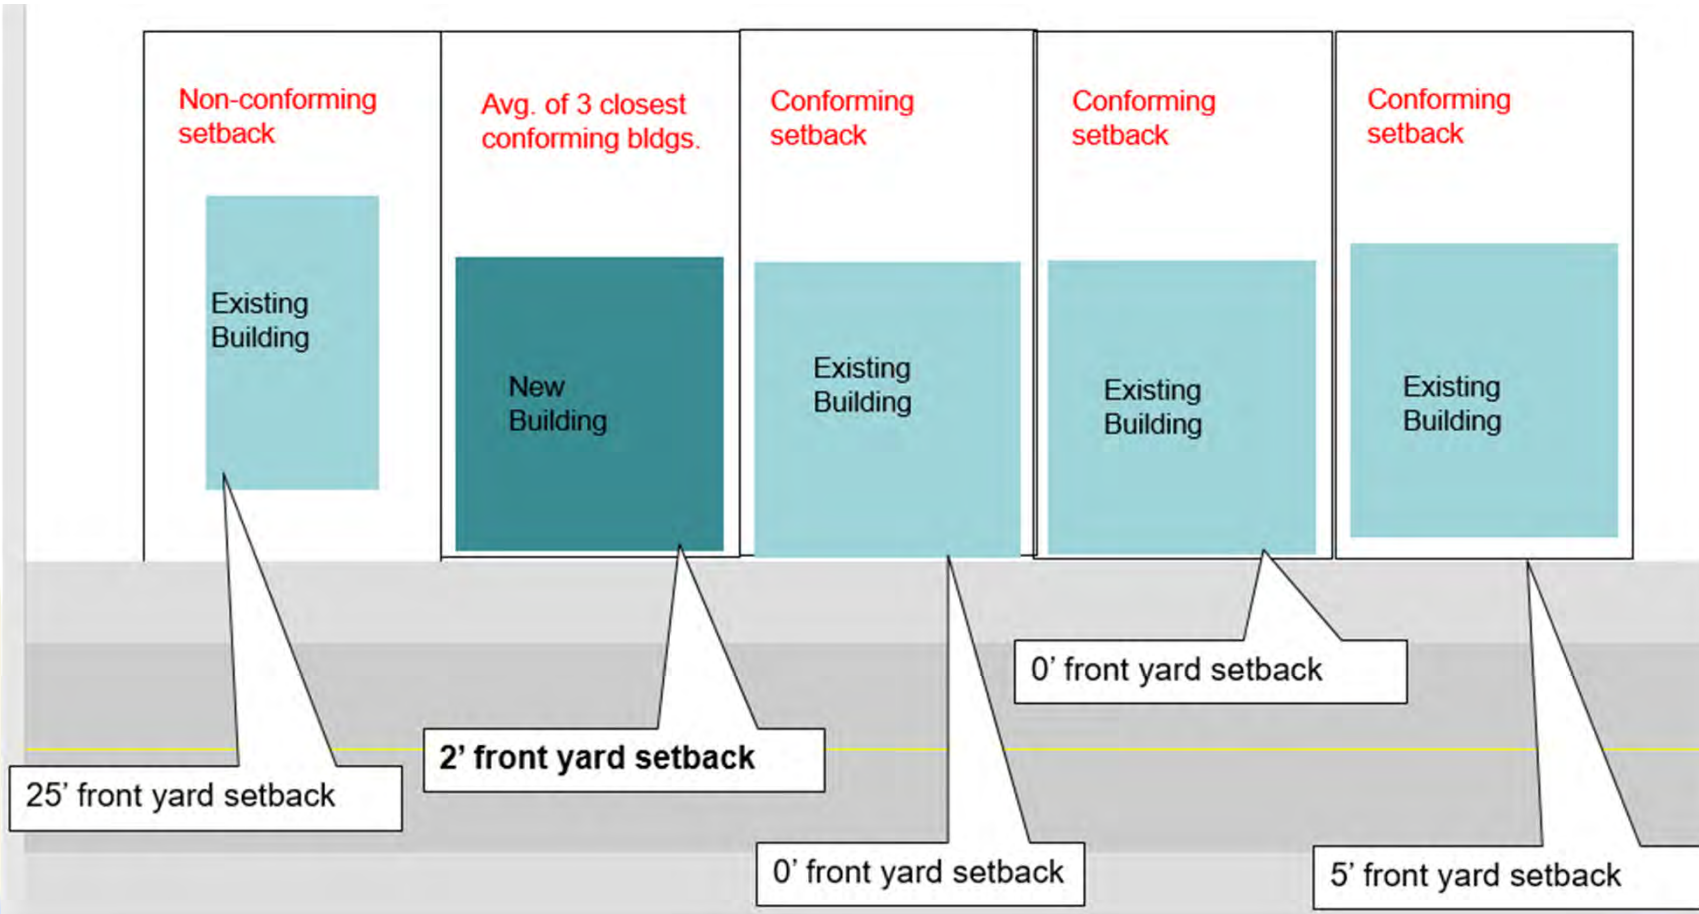 Non-conforming
setback
Avg. of 3 closest
conforming bldgs.
Conforming
setback
Conforming
setback
Conforming
setback
Existing
Building
New
Building
Existing
Building
Existing
Building
Existing
Building
25’ front yard setback
2’ front yard setback
0’ front yard setback
0’ front yard setback
5’ front yard setback